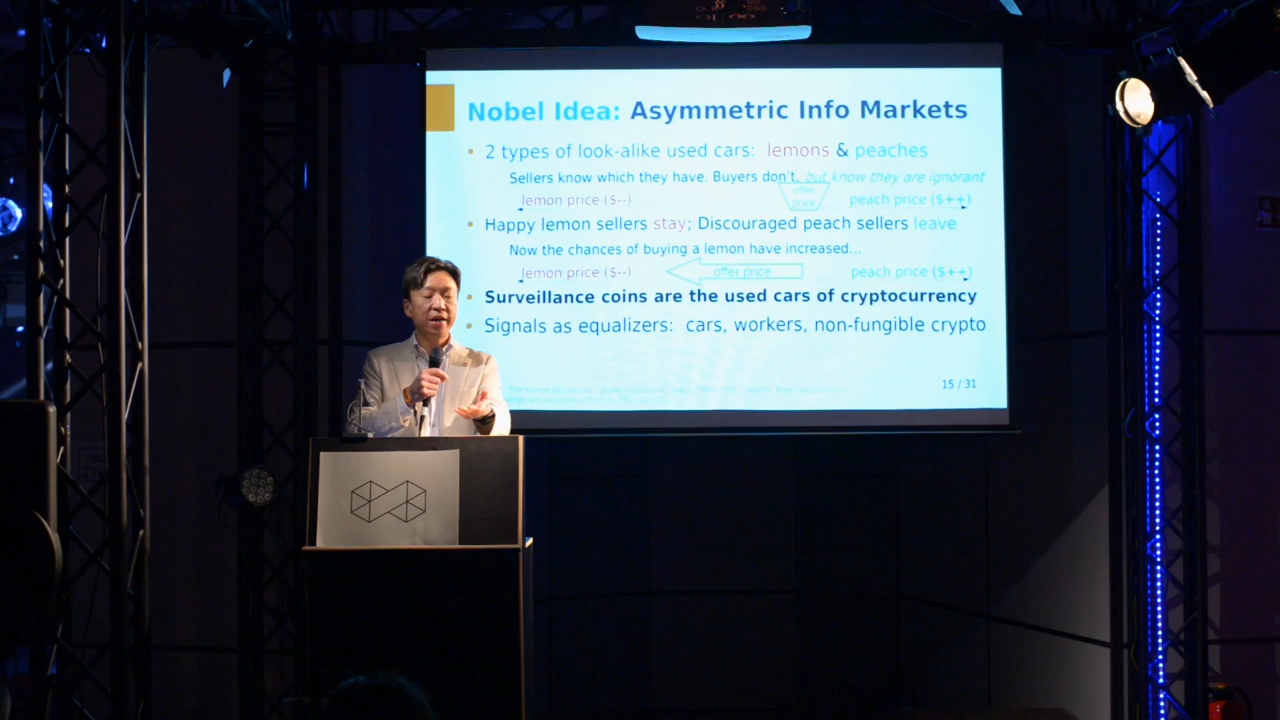 Nobel Idea: Asymmetric Info Markets
• 2 types of look-alike used cars: lemons & peaches
Sellers know which they have. Buyers don't, but know they are ignorant
lemon price ($--) offer price peach price ($++)
• Happy lemon sellers stay; Discouraged peach sellers leave
Now the chances of buying a lemon have increased...
lemon price ($--) offer price peach price ($++)
• Surveillance coins are the used cars of cryptocurrency
• Signals as equalizers: cars, workers, non-fungible crypto
15 / 31